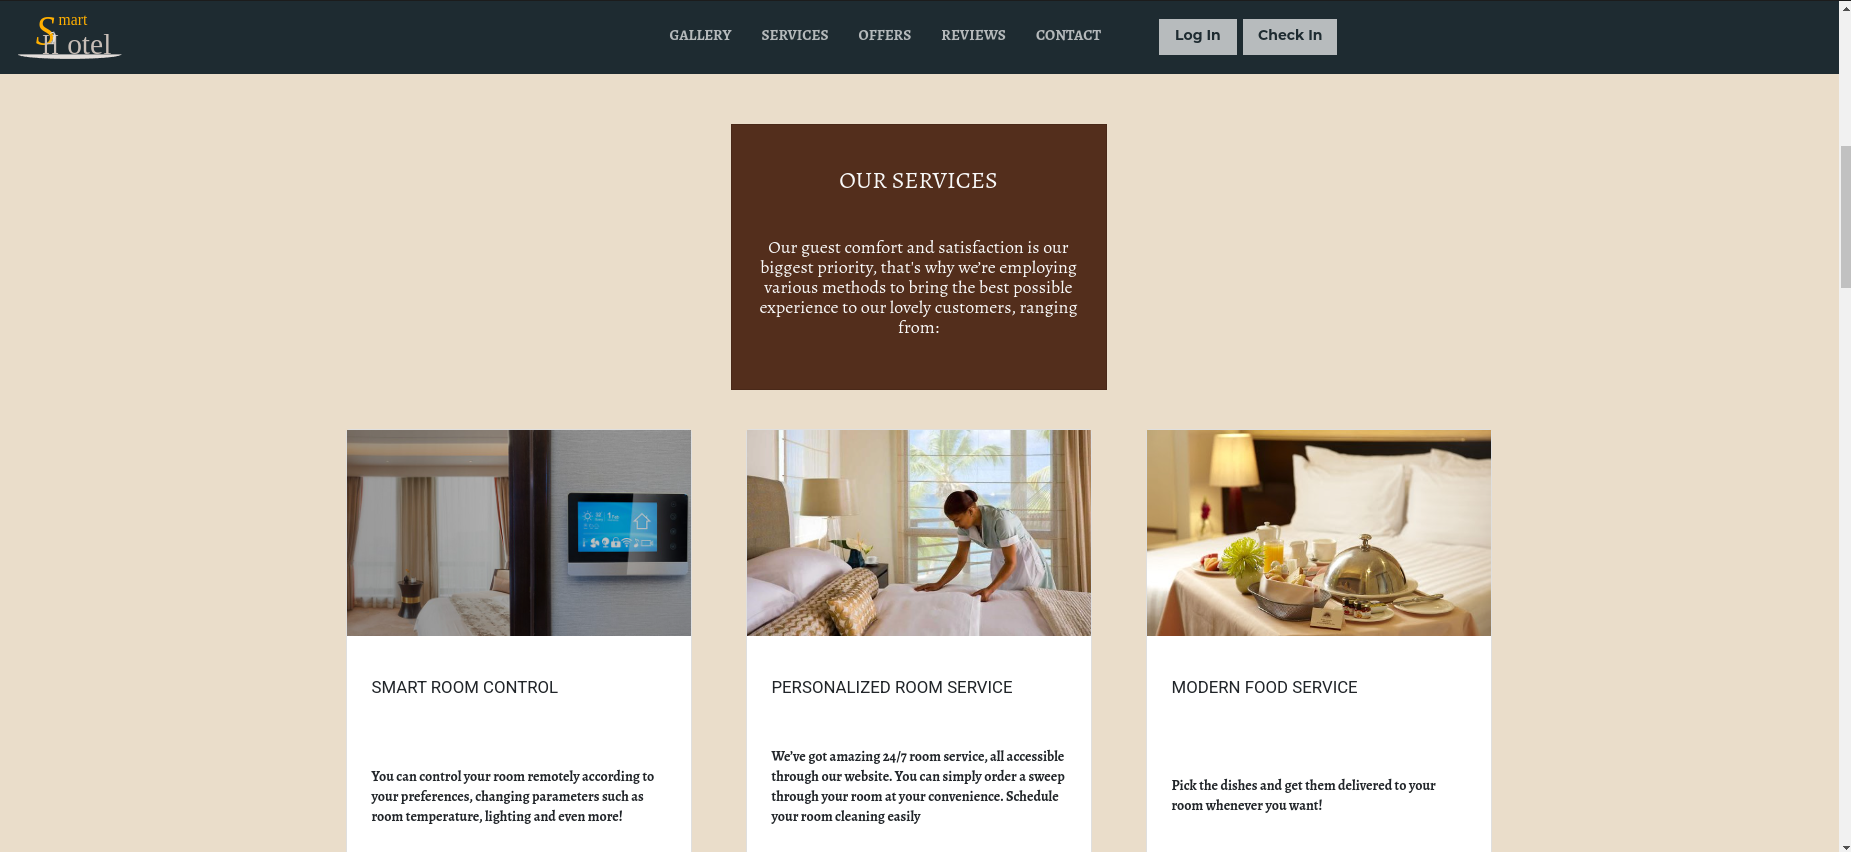 Smart
Hotel
GALLERY SERVICES OFFERS REVIEWS CONTACT Log In Check In
OUR SERVICES
Our guest comfort and satisfaction is our
biggest priority, that's why we’re employing
various methods to bring the best possible
experience to our lovely customers, ranging
from:
SMART ROOM CONTROL
You can control your room remotely according to
your preferences, changing parameters such as
room temperature, lighting and even more!
PERSONALIZED ROOM SERVICE
We’ve got amazing 24/7 room service, all accessible
through our website. You can simply order a sweep
through your room at your convenience. Schedule
your room cleaning easily
MODERN FOOD SERVICE
Pick the dishes and get them delivered to your
room whenever you want!